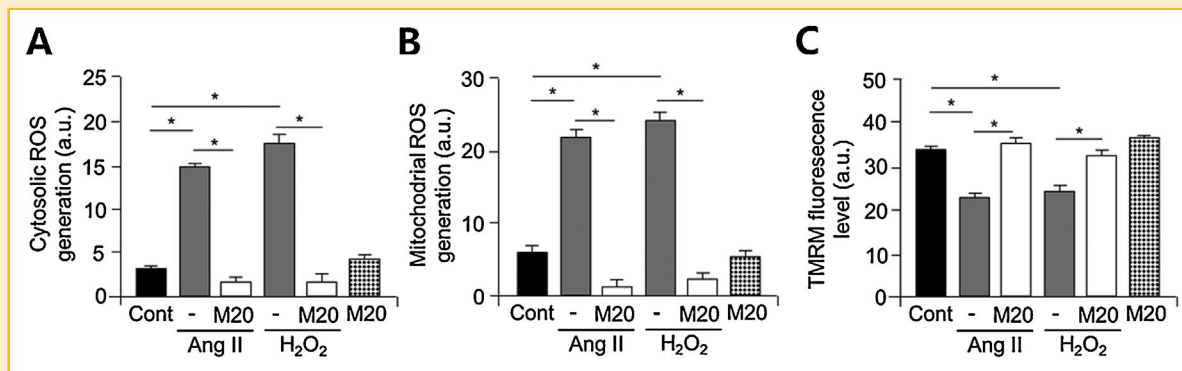 A
Cytosolic ROS
generation (a.u.)
25
20
15
10
5
0
*
*
*
*
Cont - M20 - M20 M20
Ang II H₂O₂
B
Mitochodrial ROS
generation (a.u.)
30
20
10
0
*
*
*
*
Cont - M20 - M20 M20
Ang II H₂O₂
C
TMRM fluoresecence
level (a.u.)
50
40
30
20
10
0
*
*
*
*
Cont - M20 - M20 M20
Ang II H₂O₂